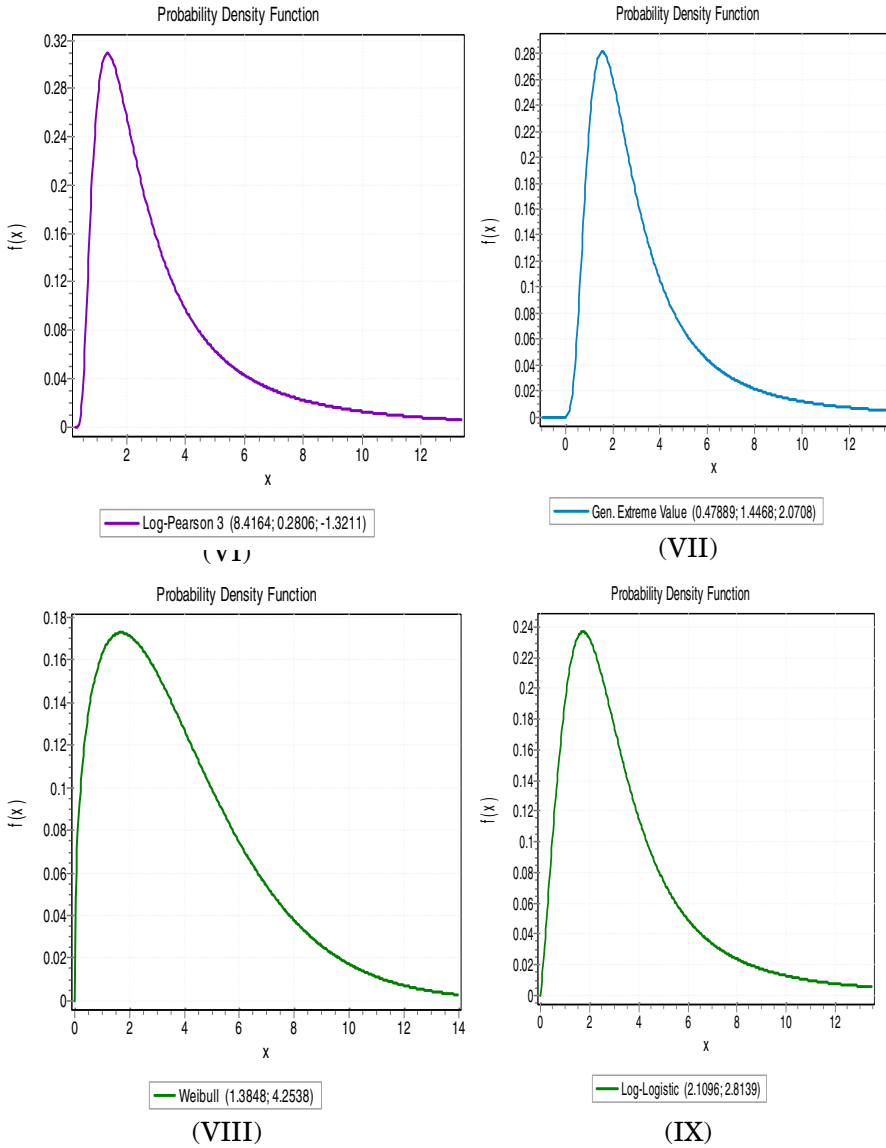 Probability Density Function
0.32
0.28
0.24
0.2
0.16
0.12
0.08
0.04
0
f(x)
2 4 6 8 10 12
x
Log-Pearson 3 (8.4164; 0.2806; -1.3211)
(VI)
Probability Density Function
0.28
0.26
0.24
0.22
0.2
0.18
0.16
0.14
0.12
0.1
0.08
0.06
0.04
0.02
0
f(x)
0 2 4 6 8 10 12
x
Gen. Extreme Value (0.47889; 1.4468; 2.0708)
(VII)
Probability Density Function
0.18
0.16
0.14
0.12
0.1
0.08
0.06
0.04
0.02
0
f(x)
0 2 4 6 8 10 12 14
x
Weibull (1.3848; 4.2538)
(VIII)
Probability Density Function
0.24
0.22
0.2
0.18
0.16
0.14
0.12
0.1
0.08
0.06
0.04
0.02
0
f(x)
0 2 4 6 8 10 12
x
Log-Logistic (2.1096; 2.8139)
(IX)